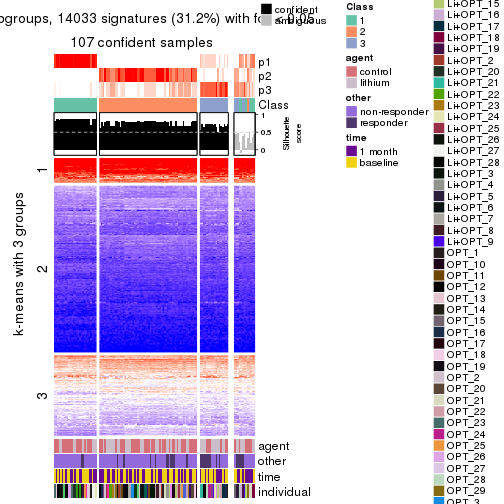 ogroups, 14033 signatures (31.2%) with
107 confident samples
confident
ambiguous
p1
p2
p3
Class
1
0.5
0
Silhouette
score
k-means with 3 groups
1
2
3
agent
other
time
individual
Class
1
2
3
agent
control
lithium
other
non-responder
responder
time
1 month
baseline
Li+OPT_15
Li+OPT_16
Li+OPT_17
Li+OPT_18
Li+OPT_19
Li+OPT_2
Li+OPT_20
Li+OPT_21
Li+OPT_22
Li+OPT_23
Li+OPT_24
Li+OPT_25
Li+OPT_26
Li+OPT_27
Li+OPT_28
Li+OPT_3
Li+OPT_4
Li+OPT_5
Li+OPT_6
Li+OPT_7
Li+OPT_8
Li+OPT_9
OPT_1
OPT_10
OPT_11
OPT_12
OPT_13
OPT_14
OPT_15
OPT_16
OPT_17
OPT_18
OPT_19
OPT_2
OPT_20
OPT_21
OPT_22
OPT_23
OPT_24
OPT_25
OPT_26
OPT_27
OPT_28
OPT_29